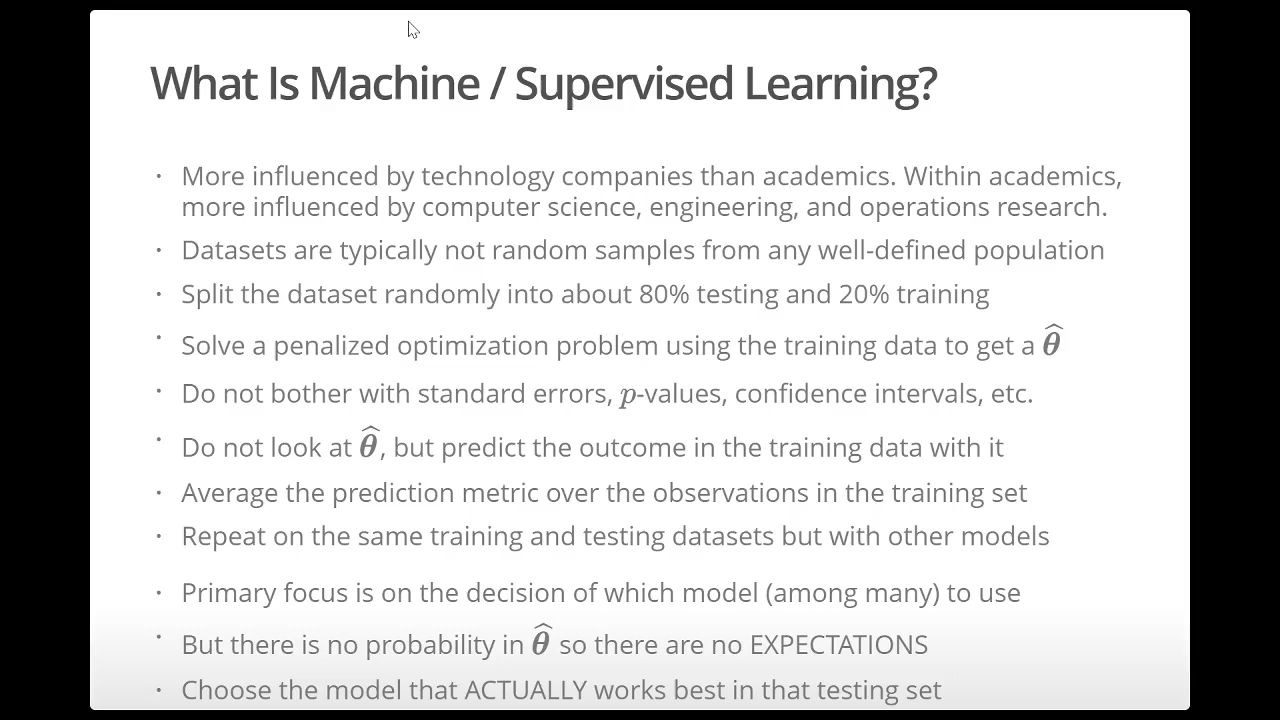 What Is Machine / Supervised Learning?
· More influenced by technology companies than academics. Within academics,
more influenced by computer science, engineering, and operations research.
· Datasets are typically not random samples from any well-defined population
· Split the dataset randomly into about 80% testing and 20% training
· Solve a penalized optimization problem using the training data to get a θ̂
· Do not bother with standard errors, p-values, confidence intervals, etc.
· Do not look at θ̂, but predict the outcome in the training data with it
· Average the prediction metric over the observations in the training set
· Repeat on the same training and testing datasets but with other models
· Primary focus is on the decision of which model (among many) to use
· But there is no probability in θ̂ so there are no EXPECTATIONS
· Choose the model that ACTUALLY works best in that testing set